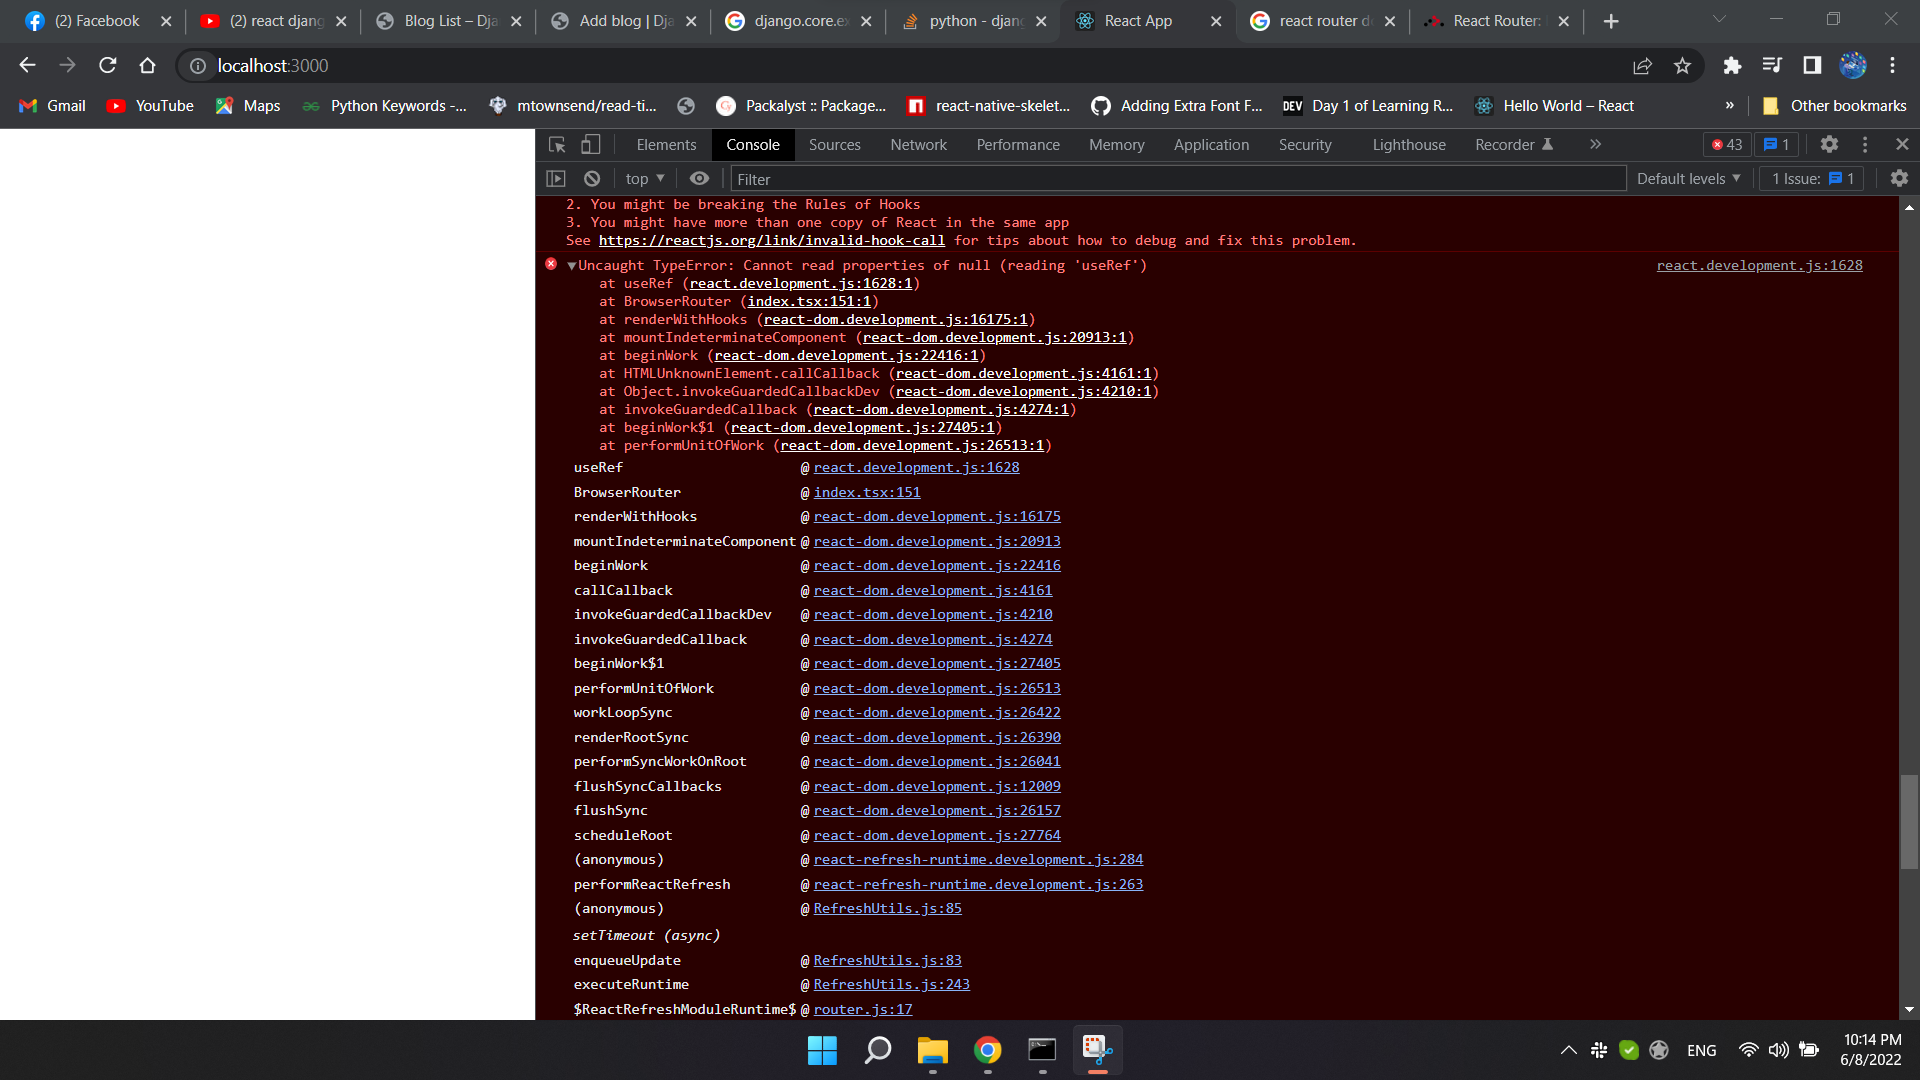 (2) Facebook
(2) react djang
Blog List – Dja
Add blog | Dja
django.core.ex
python - djang
React App
react router d
React Router:
localhost:3000
Gmail
YouTube
Maps
Python Keywords -...
mtownsend/read-ti...
Packalyst :: Package...
react-native-skelet...
Adding Extra Font F...
DEV
Day 1 of Learning R...
Hello World – React
»
Other bookmarks
Elements
Console
Sources
Network
Performance
Memory
Application
Security
Lighthouse
Recorder
43
1
top
Filter
Default levels
1 Issue: 1
2. You might be breaking the Rules of Hooks
3. You might have more than one copy of React in the same app
See https://reactjs.org/link/invalid-hook-call for tips about how to debug and fix this problem.
Uncaught TypeError: Cannot read properties of null (reading 'useRef') react.development.js:1628
at useRef (react.development.js:1628:1)
at BrowserRouter (index.tsx:151:1)
at renderWithHooks (react-dom.development.js:16175:1)
at mountIndeterminateComponent (react-dom.development.js:20913:1)
at beginWork (react-dom.development.js:22416:1)
at HTMLUnknownElement.callCallback (react-dom.development.js:4161:1)
at Object.invokeGuardedCallbackDev (react-dom.development.js:4210:1)
at invokeGuardedCallback (react-dom.development.js:4274:1)
at beginWork$1 (react-dom.development.js:27405:1)
at performUnitOfWork (react-dom.development.js:26513:1)
useRef @ react.development.js:1628
BrowserRouter @ index.tsx:151
renderWithHooks @ react-dom.development.js:16175
mountIndeterminateComponent @ react-dom.development.js:20913
beginWork @ react-dom.development.js:22416
callCallback @ react-dom.development.js:4161
invokeGuardedCallbackDev @ react-dom.development.js:4210
invokeGuardedCallback @ react-dom.development.js:4274
beginWork$1 @ react-dom.development.js:27405
performUnitOfWork @ react-dom.development.js:26513
workLoopSync @ react-dom.development.js:26422
renderRootSync @ react-dom.development.js:26390
performSyncWorkOnRoot @ react-dom.development.js:26041
flushSyncCallbacks @ react-dom.development.js:12009
flushSync @ react-dom.development.js:26157
scheduleRoot @ react-dom.development.js:27764
(anonymous) @ react-refresh-runtime.development.js:284
performReactRefresh @ react-refresh-runtime.development.js:263
(anonymous) @ RefreshUtils.js:85
setTimeout (async)
enqueueUpdate @ RefreshUtils.js:83
executeRuntime @ RefreshUtils.js:243
$ReactRefreshModuleRuntime$ @ router.js:17
ENG
10:14 PM
6/8/2022